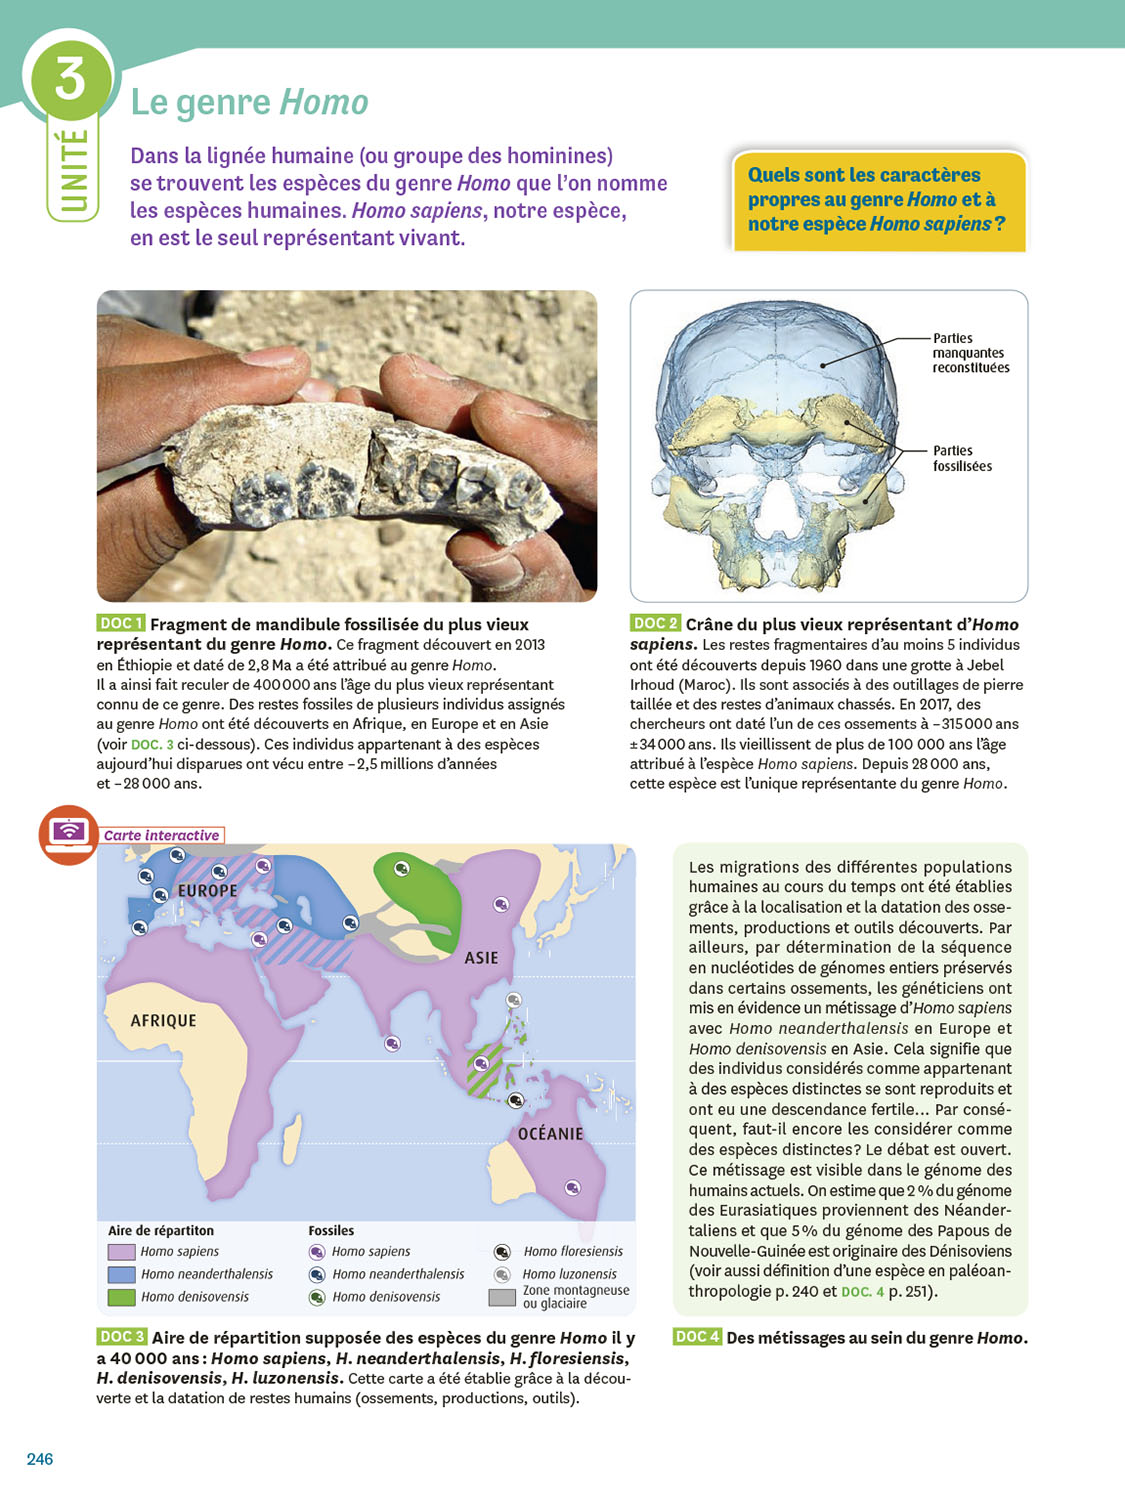 3
UNITÉ
Le genre Homo
Dans la lignée humaine (ou groupe des hominines)
se trouvent les espèces du genre Homo que l'on nomme
les espèces humaines. Homo sapiens, notre espèce,
en est le seul représentant vivant.
Quels sont les caractères
propres au genre Homo et à
notre espèce Homo sapiens ?
Parties
manquantes
reconstituées
Parties
fossilisées
DOC 1 Fragment de mandibule fossilisée du plus vieux
représentant du genre Homo. Ce fragment découvert en 2013
en Éthiopie et daté de 2,8 Ma a été attribué au genre Homo.
Il a ainsi fait reculer de 400 000 ans l'âge du plus vieux représentant
connu de ce genre. Des restes fossiles de plusieurs individus assignés
au genre Homo ont été découverts en Afrique, en Europe et en Asie
(voir DOC. 3 ci-dessous). Ces individus appartenant à des espèces
aujourd'hui disparues ont vécu entre – 2,5 millions d'années
et – 28 000 ans.
DOC 2 Crâne du plus vieux représentant d'Homo
sapiens. Les restes fragmentaires d'au moins 5 individus
ont été découverts depuis 1960 dans une grotte à Jebel
Irhoud (Maroc). Ils sont associés à des outillages de pierre
taillée et des restes d'animaux chassés. En 2017, des
chercheurs ont daté l'un de ces ossements à – 315 000 ans
± 34 000 ans. Ils vieillissent de plus de 100 000 ans l'âge
attribué à l'espèce Homo sapiens. Depuis 28 000 ans,
cette espèce est l'unique représentante du genre Homo.
Carte interactive
EUROPE
ASIE
AFRIQUE
OCÉANIE
Aire de répartiton
Homo sapiens
Homo neanderthalensis
Homo denisovensis
Fossiles
Homo sapiens
Homo neanderthalensis
Homo denisovensis
Homo floresiensis
Homo luzonensis
Zone montagneuse
ou glaciaire
DOC 3 Aire de répartition supposée des espèces du genre Homo il y
a 40 000 ans : Homo sapiens, H. neanderthalensis, H. floresiensis,
H. denisovensis, H. luzonensis. Cette carte a été établie grâce à la décou-
verte et la datation de restes humains (ossements, productions, outils).
Les migrations des différentes populations
humaines au cours du temps ont été établies
grâce à la localisation et la datation des osse-
ments, productions et outils découverts. Par
ailleurs, par détermination de la séquence
en nucléotides de génomes entiers préservés
dans certains ossements, les généticiens ont
mis en évidence un métissage d'Homo sapiens
avec Homo neanderthalensis en Europe et
Homo denisovensis en Asie. Cela signifie que
des individus considérés comme appartenant
à des espèces distinctes se sont reproduits et
ont eu une descendance fertile... Par consé-
quent, faut-il encore les considérer comme
des espèces distinctes ? Le débat est ouvert.
Ce métissage est visible dans le génome des
humains actuels. On estime que 2 % du génome
des Eurasiatiques proviennent des Néander-
taliens et que 5 % du génome des Papous de
Nouvelle-Guinée est originaire des Dénisoviens
(voir aussi définition d'une espèce en paléoan-
thropologie p. 240 et DOC. 4 p. 251).
DOC 4 Des métissages au sein du genre Homo.
246